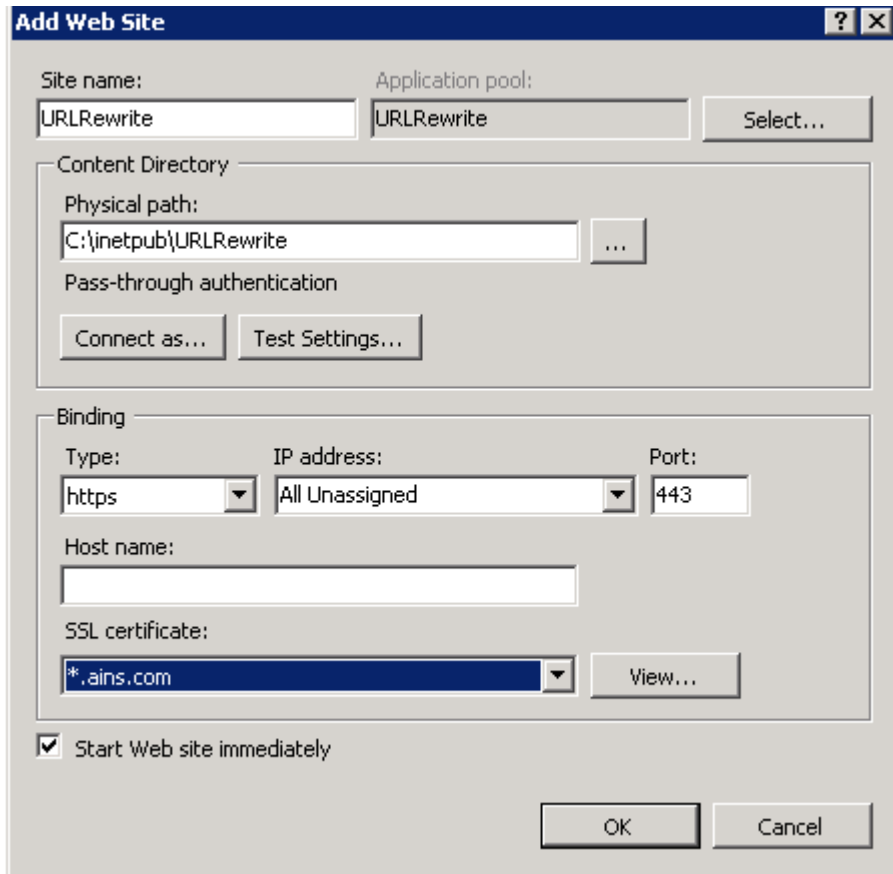 Add Web Site
Site name: Application pool:
URLRewrite URLRewrite Select...
Content Directory
Physical path:
C:\inetpub\URLRewrite ...
Pass-through authentication
Connect as... Test Settings...
Binding
Type: IP address: Port:
https All Unassigned 443
Host name:
SSL certificate:
*.ains.com View...
Start Web site immediately
OK Cancel